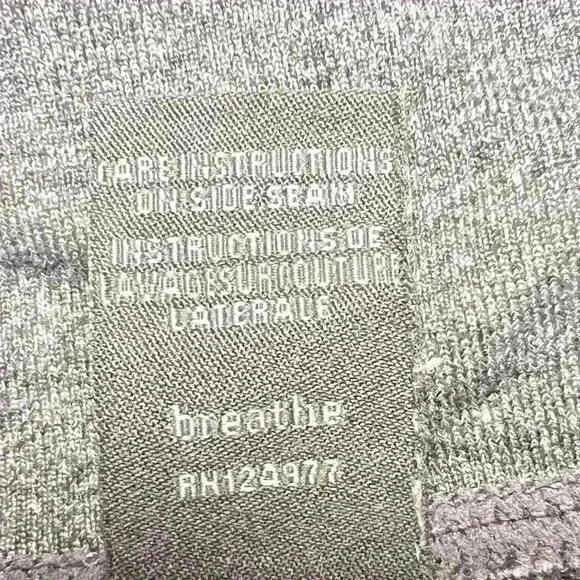 CARE INSTRUCTIONS
ON SIDE SEAM
INSTRUCTIONS DE
LAVAGE SUR COUTURE
LATERALE
breathe
RH124977